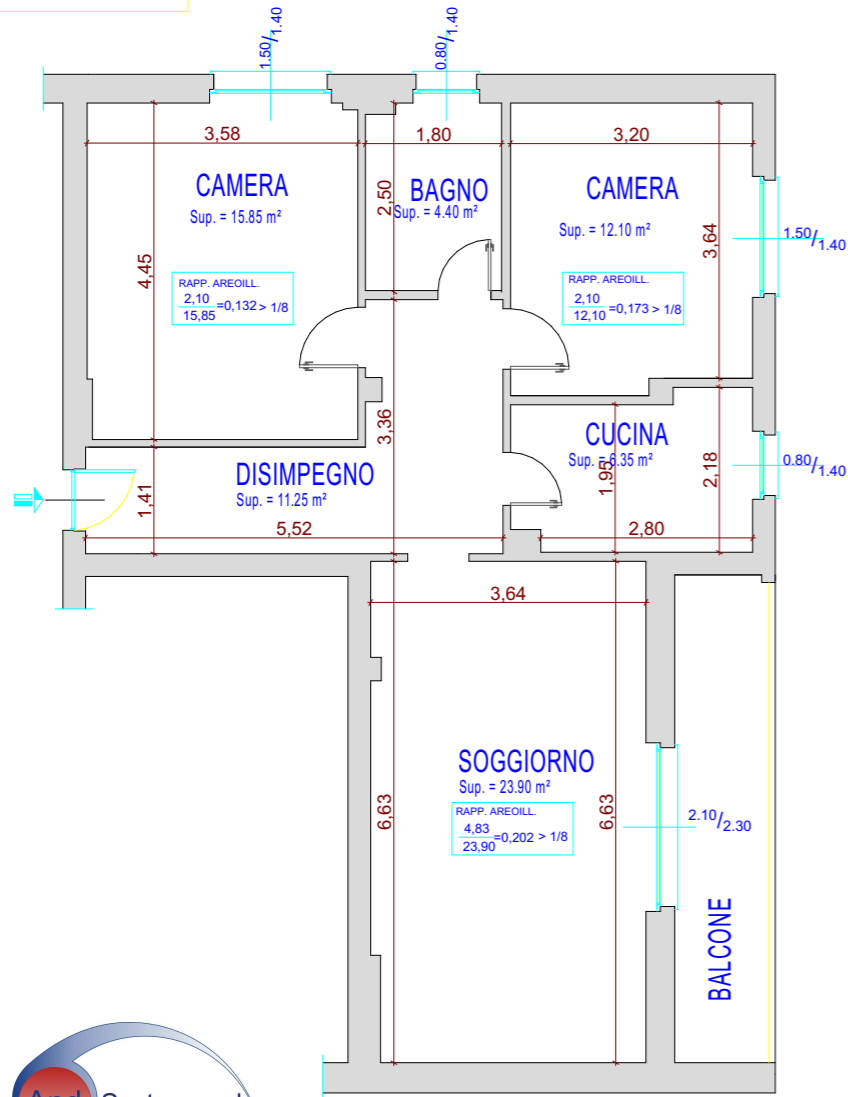 1.50/1.40
0.80/1.40
3,58
1,80
3,20
CAMERA
Sup. = 15.85 m²
BAGNO
Sup. = 4.40 m²
2,50
CAMERA
Sup. = 12.10 m²
3,64
1.50/1.40
4,45
RAPP. AREOILL.
2,10
15,85
=0,132 > 1/8
RAPP. AREOILL.
2,10
12,10
=0,173 > 1/8
3,36
CUCINA
Sup. = 6.35 m²
1,95
2,18
0.80/1.40
DISIMPEGNO
Sup. = 11.25 m²
1,41
5,52
2,80
3,64
SOGGIORNO
Sup. = 23.90 m²
RAPP. AREOILL.
4,83
23,90
=0,202 > 1/8
6,63
6,63
2.10/2.30
BALCONE